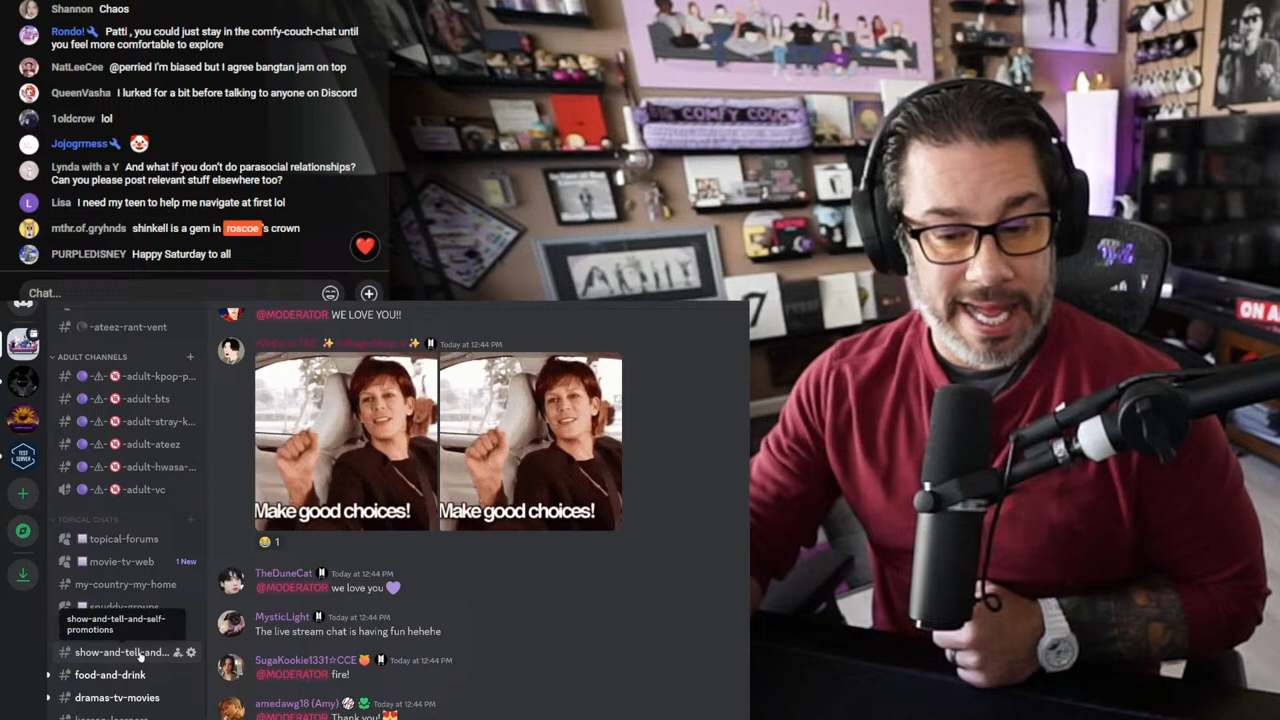 Shannon Chaos
Rondo! Patti , you could just stay in the comfy-couch-chat until
you feel more comfortable to explore
NatLeeCee @perried I'm biased but I agree bangtan jam on top
QueenVasha I lurked for a bit before talking to anyone on Discord
1oldcrow lol
Jojogrrness
Lynda with a Y And what if you don't do parasocial relationships?
Can you please post relevant stuff elsewhere too?
L Lisa I need my teen to help me navigate at first lol
mthr.of.gryhnds shinkell is a gem in roscoe's crown
PURPLEDISNEY Happy Saturday to all
Chat...
-ateez-rant-vent
ADULT CHANNELS
-adult-kpop-p...
-adult-bts
-adult-stray-k...
-adult-ateez
-adult-hwasa-...
-adult-vc
TOPICAL CHATS
topical-forums
movie-tv-web 1 New
my-country-my-home
show-and-tell-and-self-
promotions
show-and-tell-and...
food-and-drink
dramas-tv-movies
TEST
SERVER
@MODERATOR WE LOVE YOU!!
Today at 12:44 PM
Make good choices!
Make good choices!
1
TheDuneCat Today at 12:44 PM
@MODERATOR we love you
MysticLight Today at 12:44 PM
The live stream chat is having fun hehehe
SugaKookie1331☆CCE Today at 12:44 PM
@MODERATOR fire!
amedawg18 (Amy) Today at 12:44 PM
@MODERATOR Thank you!
COMFY COUCH
ON A